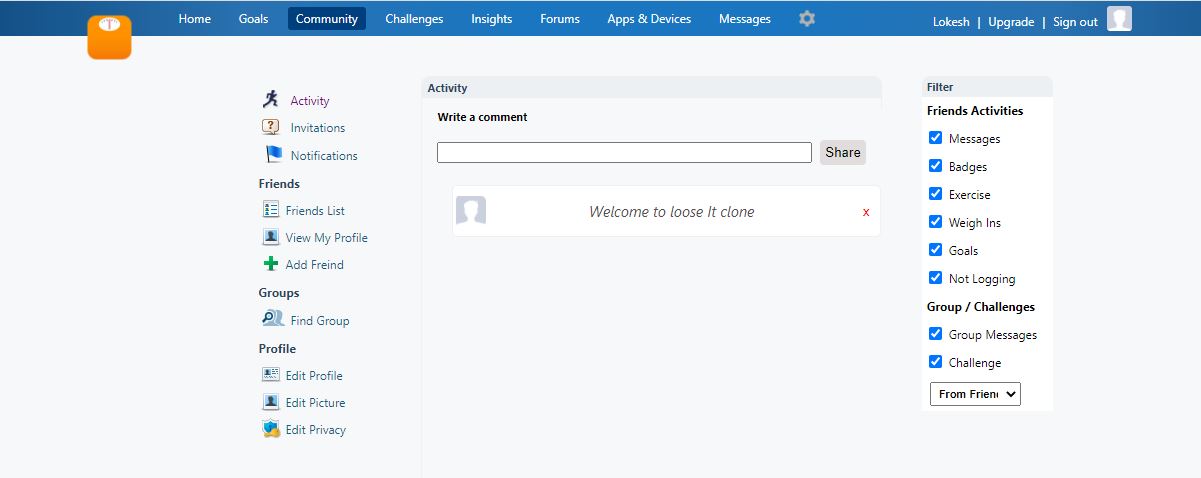 Home Goals Community Challenges Insights Forums Apps & Devices Messages Lokesh | Upgrade | Sign out
Activity
Invitations
Notifications
Friends
Friends List
View My Profile
Add Freind
Groups
Find Group
Profile
Edit Profile
Edit Picture
Edit Privacy
Activity
Write a comment
Share
Welcome to loose It clone x
Filter
Friends Activities
Messages
Badges
Exercise
Weigh Ins
Goals
Not Logging
Group / Challenges
Group Messages
Challenge
From Frien